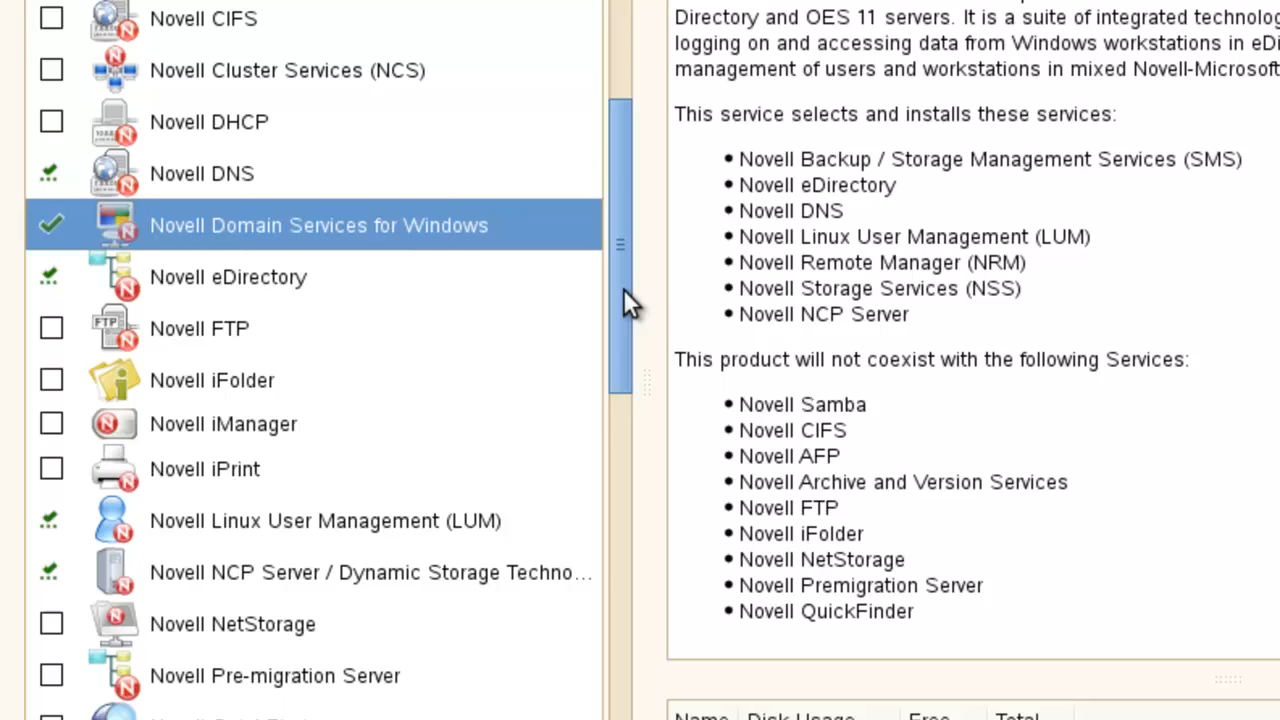 Novell CIFS
Novell Cluster Services (NCS)
Novell DHCP
Novell DNS
Novell Domain Services for Windows
Novell eDirectory
FTP
Novell FTP
Novell iFolder
Novell iManager
Novell iPrint
Novell Linux User Management (LUM)
Novell NCP Server / Dynamic Storage Techno...
Novell NetStorage
Novell Pre-migration Server
Directory and OES 11 servers. It is a suite of integrated technolog
logging on and accessing data from Windows workstations in eDi
management of users and workstations in mixed Novell-Microsoft
This service selects and installs these services:
• Novell Backup / Storage Management Services (SMS)
• Novell eDirectory
• Novell DNS
• Novell Linux User Management (LUM)
• Novell Remote Manager (NRM)
• Novell Storage Services (NSS)
• Novell NCP Server
This product will not coexist with the following Services:
• Novell Samba
• Novell CIFS
• Novell AFP
• Novell Archive and Version Services
• Novell FTP
• Novell iFolder
• Novell NetStorage
• Novell Premigration Server
• Novell QuickFinder
Name Disk Usage Free Total